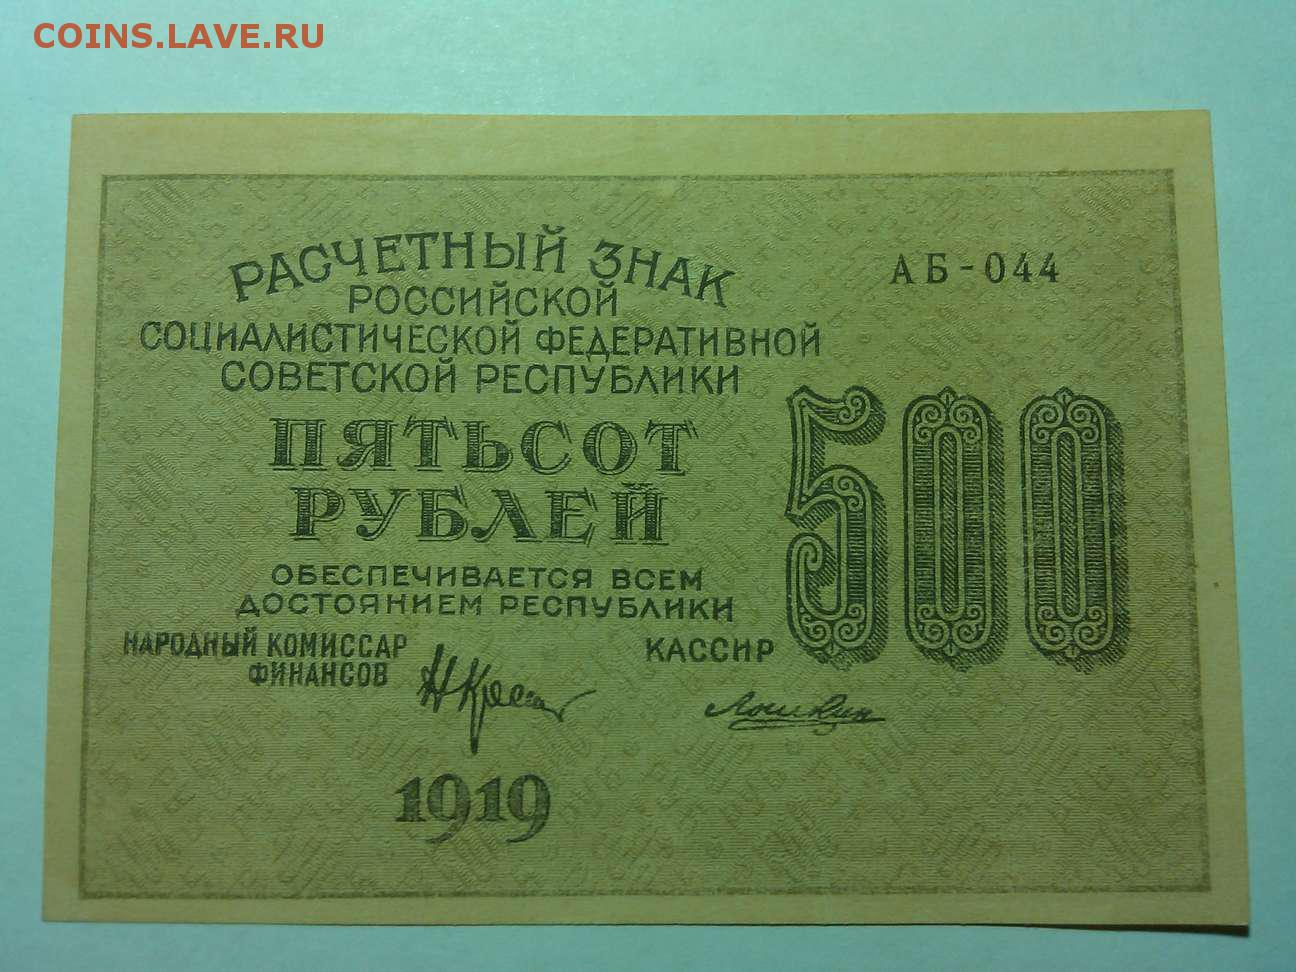 COINS.LAVE.RU
РАСЧЕТНЫЙ ЗНАК
РОССИЙСКОЙ
СОЦИАЛИСТИЧЕСКОЙ ФЕДЕРАТИВНОЙ
СОВЕТСКОЙ РЕСПУБЛИКИ
АБ-044
ПЯТЬСОТ
РУБЛЕЙ
500
ОБЕСПЕЧИВАЕТСЯ ВСЕМ
ДОСТОЯНИЕМ РЕСПУБЛИКИ
НАРОДНЫЙ КОМИССАР
ФИНАНСОВ
КАССИР
1919